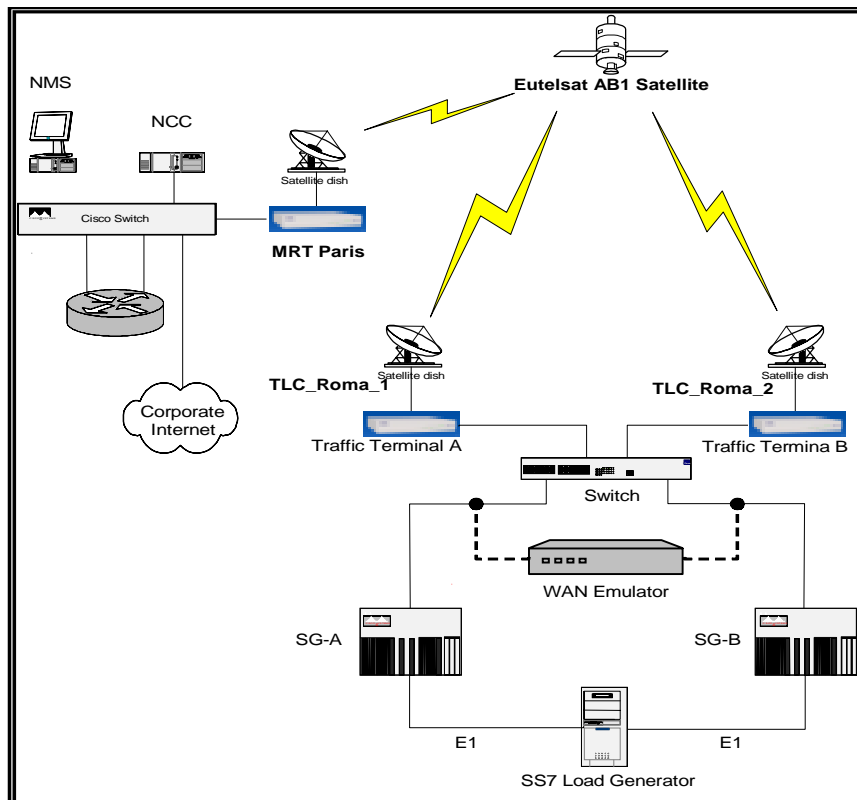 Eutelsat AB1 Satellite
NMS
NCC
Satellite dish
Cisco Switch
MRT Paris
Corporate
Internet
TLC_Roma_1
Satellite dish
Traffic Terminal A
TLC_Roma_2
Satellite dish
Traffic Termina B
Switch
WAN Emulator
SG-A
SG-B
E1
E1
SS7 Load Generator